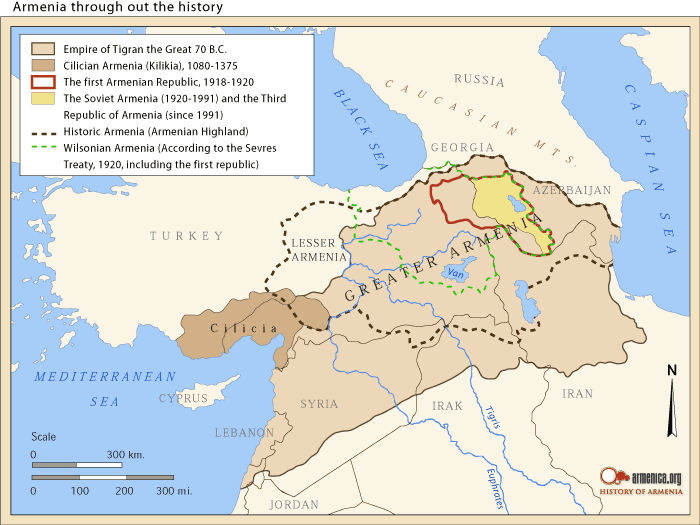 Armenia through out the history
Empire of Tigran the Great 70 B.C.
Cilician Armenia (Kilikia), 1080-1375
The first Armenian Republic, 1918-1920
The Soviet Armenia (1920-1991) and the Third
Republic of Armenia (since 1991)
Historic Armenia (Armenian Highland)
Wilsonian Armenia (According to the Sevres
Treaty, 1920, including the first republic)
RUSSIA
BLACK SEA
CAUCASIAN MTS.
CASPIAN SEA
GEORGIA
AZERBAIJAN
TURKEY
LESSER
ARMENIA
GREATER ARMENIA
Van
Cilicia
MEDITERRANEAN
SEA
CYPRUS
SYRIA
IRAK
IRAN
Tigris
LEBANON
Euphrates
JORDAN
N
Scale
0 300 km.
0 100 200 300 mi.
armenica.org
HISTORY OF ARMENIA